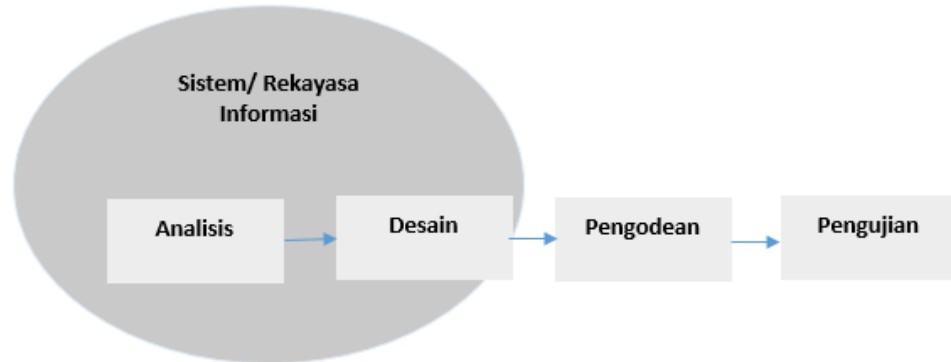 Sistem/ Rekayasa
Informasi
Analisis
Desain
Pengodean
Pengujian